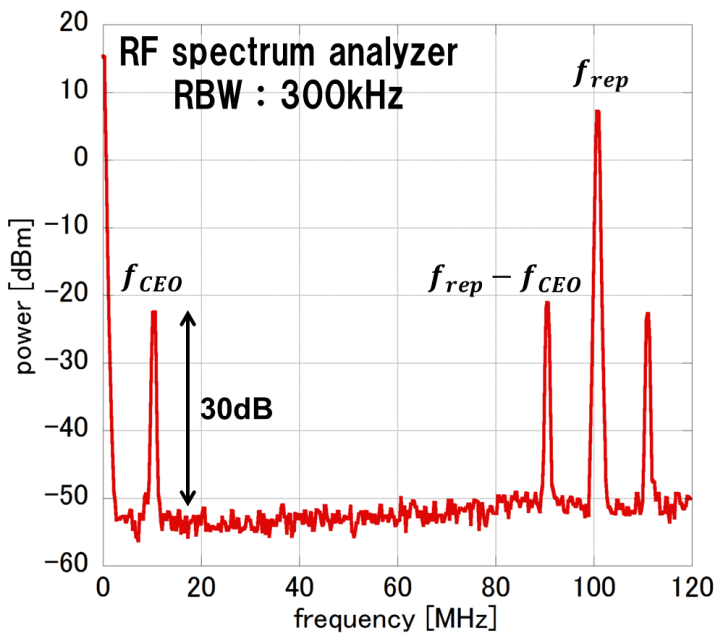 RF spectrum analyzer
RBW : 300kHz
f_rep
f_CEO
f_rep − f_CEO
30dB
power [dBm]
20
10
0
−10
−20
−30
−40
−50
−60
0 20 40 60 80 100 120
frequency [MHz]